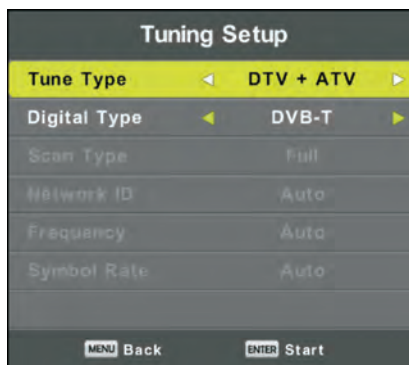 Tuning Setup
Tune Type DTV + ATV
Digital Type DVB-T
Scan Type Full
Network ID Auto
Frequency Auto
Symbol Rate Auto
MENU Back ENTER Start